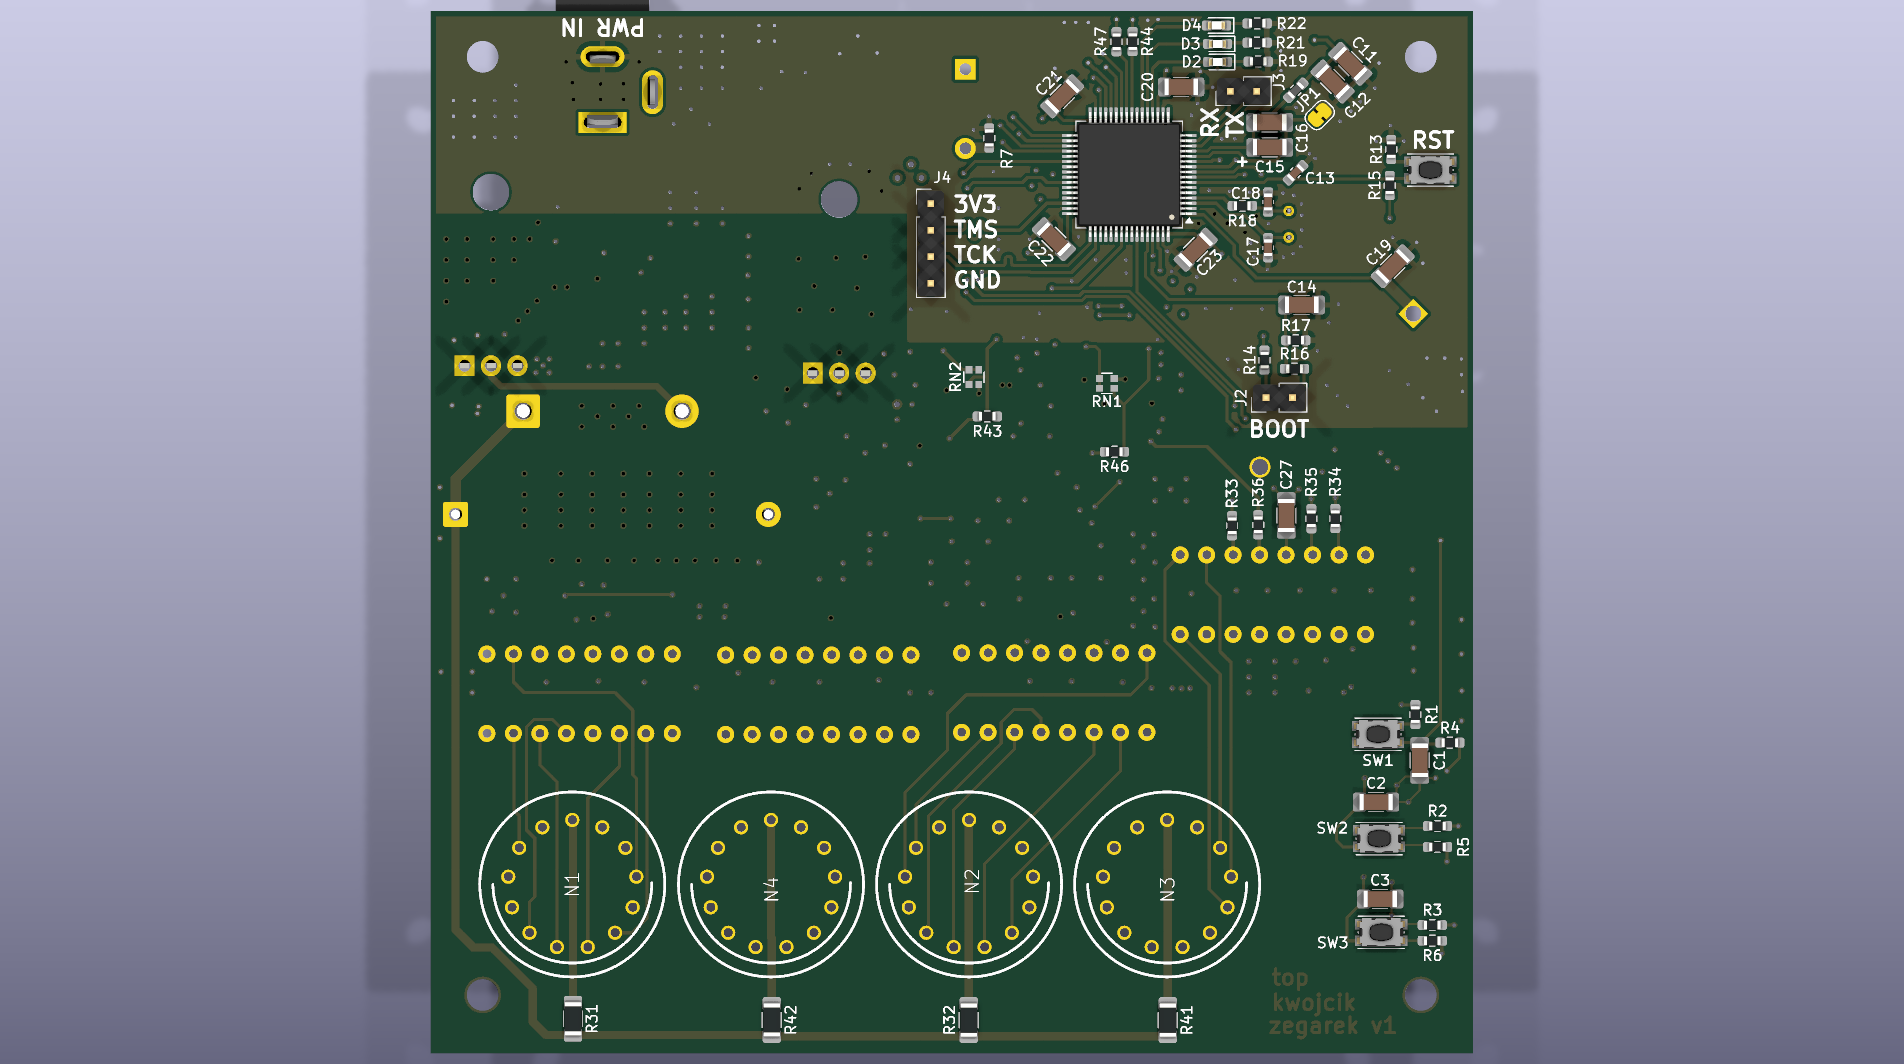 PWR IN
R47
R44
D4
R22
D3
R21
D2
R19
C11
C12
C21
C20
J3
JP1
RX
TX
C16
R7
C15
+
C13
R13
RST
R15
J4
3V3
TMS
TCK
GND
C18
R18
C17
C22
C23
C19
C14
R17
R16
R14
RN2
RN1
J2
BOOT
R43
R46
R33
R36
C27
R35
R34
R1
R4
SW1
C1
C2
R2
SW2
R5
C3
R3
SW3
R6
N1
N4
N2
N3
R31
R42
R32
R41
top
kwojcik
zegarek v1